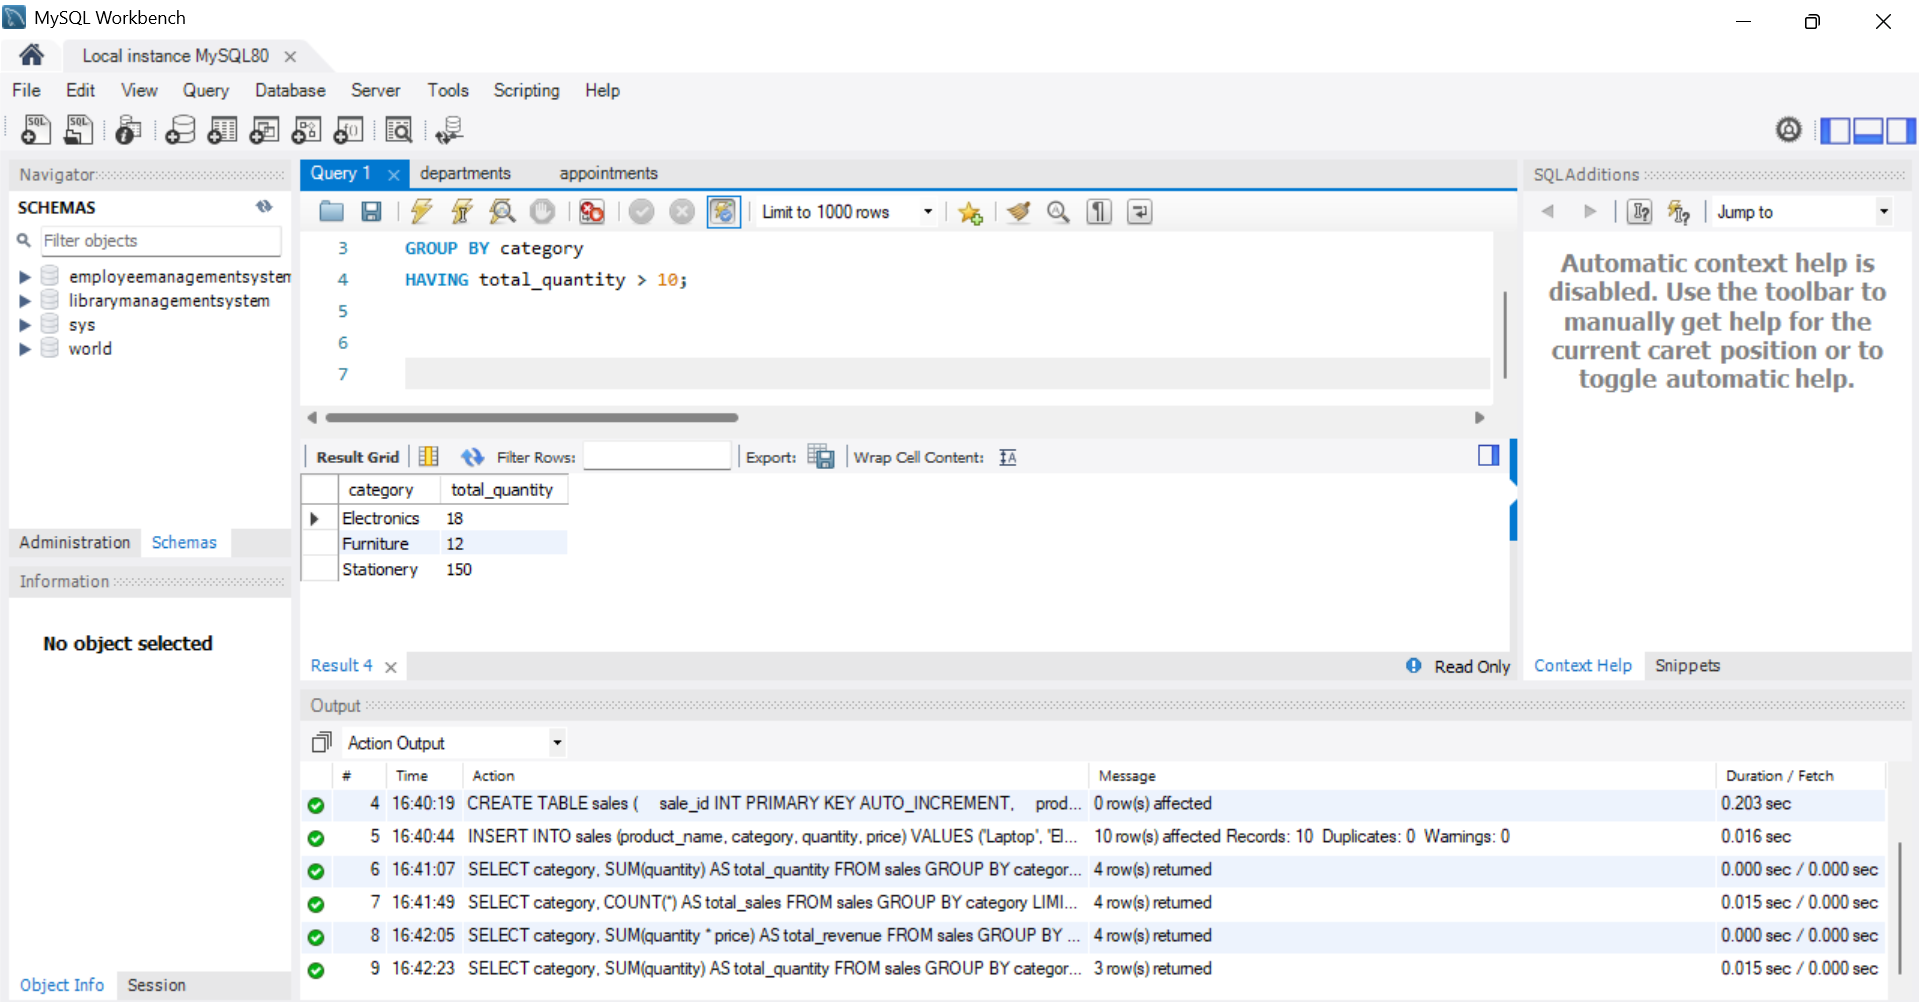 MySQL Workbench
Local instance MySQL80
File Edit View Query Database Server Tools Scripting Help
Navigator
SCHEMAS
Filter objects
employeemanagementsystem
librarymanagementsystem
sys
world
Administration Schemas
Information
No object selected
Object Info Session
Query 1 departments appointments
Limit to 1000 rows
3 GROUP BY category
4 HAVING total_quantity > 10;
5
6
7
Result Grid Filter Rows: Export: Wrap Cell Content:
category total_quantity
Electronics 18
Furniture 12
Stationery 150
Result 4 Read Only
SQLAdditions
Jump to
Automatic context help is
disabled. Use the toolbar to
manually get help for the
current caret position or to
toggle automatic help.
Context Help Snippets
Output
Action Output
# Time Action Message Duration / Fetch
4 16:40:19 CREATE TABLE sales ( sale_id INT PRIMARY KEY AUTO_INCREMENT, prod... 0 row(s) affected 0.203 sec
5 16:40:44 INSERT INTO sales (product_name, category, quantity, price) VALUES ('Laptop', 'El... 10 row(s) affected Records: 10 Duplicates: 0 Warnings: 0 0.016 sec
6 16:41:07 SELECT category, SUM(quantity) AS total_quantity FROM sales GROUP BY categor... 4 row(s) returned 0.000 sec / 0.000 sec
7 16:41:49 SELECT category, COUNT(*) AS total_sales FROM sales GROUP BY category LIMI... 4 row(s) returned 0.015 sec / 0.000 sec
8 16:42:05 SELECT category, SUM(quantity * price) AS total_revenue FROM sales GROUP BY ... 4 row(s) returned 0.000 sec / 0.000 sec
9 16:42:23 SELECT category, SUM(quantity) AS total_quantity FROM sales GROUP BY categor... 3 row(s) returned 0.015 sec / 0.000 sec